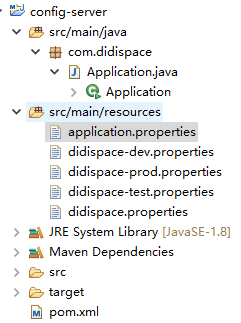 config-server
src/main/java
com.didispace
Application.java
Application
src/main/resources
application.properties
didispace-dev.properties
didispace-prod.properties
didispace-test.properties
didispace.properties
JRE System Library [JavaSE-1.8]
Maven Dependencies
src
target
pom.xml